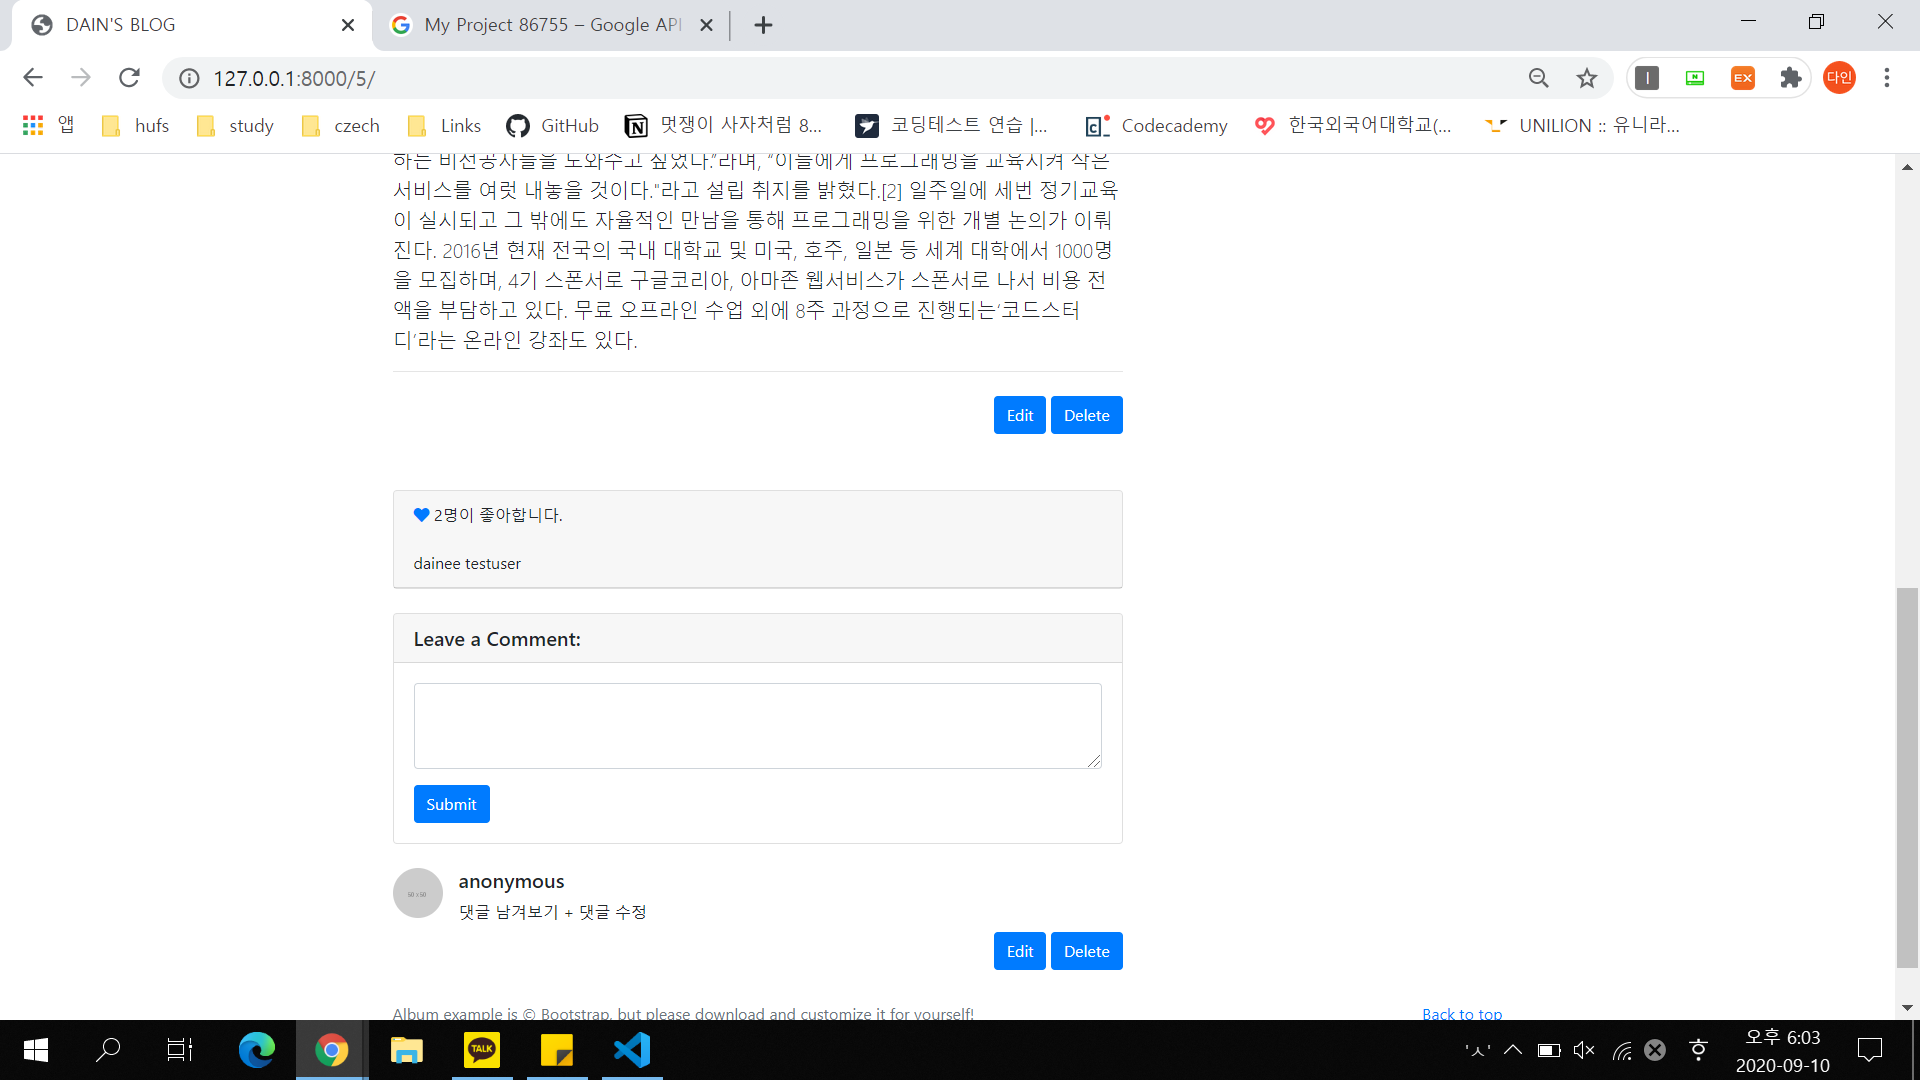 DAIN'S BLOG
My Project 86755 – Google API
127.0.0.1:8000/5/
EX
다인
앱
hufs
study
czech
Links
GitHub
멋쟁이 사자처럼 8...
코딩테스트 연습 |...
Codecademy
한국외국어대학교(...
UNILION :: 유니라...
하는 비전공자들을 도와주고 싶었다."라며, "이들에게 프로그래밍을 교육시켜 작은
서비스를 여럿 내놓을 것이다."라고 설립 취지를 밝혔다.[2] 일주일에 세번 정기교육
이 실시되고 그 밖에도 자율적인 만남을 통해 프로그래밍을 위한 개별 논의가 이뤄
진다. 2016년 현재 전국의 국내 대학교 및 미국, 호주, 일본 등 세계 대학에서 1000명
을 모집하며, 4기 스폰서로 구글코리아, 아마존 웹서비스가 스폰서로 나서 비용 전
액을 부담하고 있다. 무료 오프라인 수업 외에 8주 과정으로 진행되는‘코드스터
디’라는 온라인 강좌도 있다.
Edit Delete
2명이 좋아합니다.
dainee testuser
Leave a Comment:
Submit
50 x 50
anonymous
댓글 남겨보기 + 댓글 수정
Edit Delete
Album example is © Bootstrap, but please download and customize it for yourself!
Back to top
TALK
오후 6:03
2020-09-10